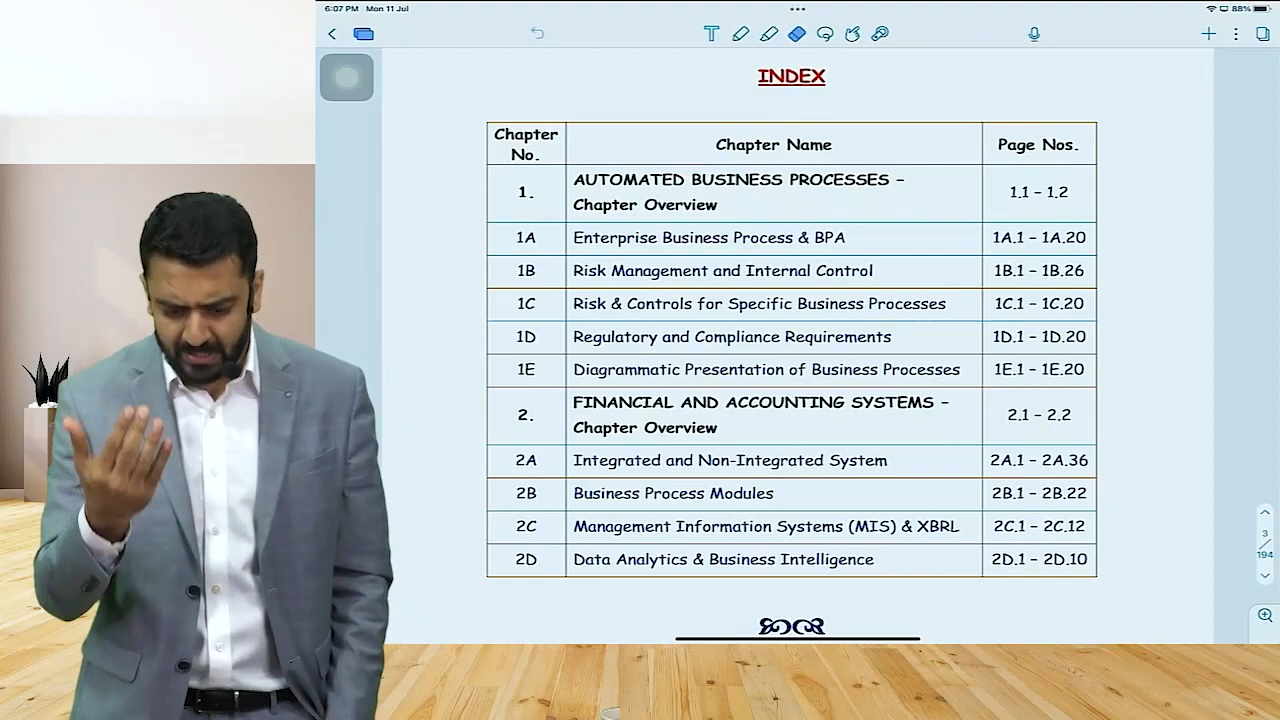 6:07 PM Mon 11 Jul
88%
INDEX
Chapter No. Chapter Name Page Nos.
1. AUTOMATED BUSINESS PROCESSES – 1.1 – 1.2
Chapter Overview
1A Enterprise Business Process & BPA 1A.1 – 1A.20
1B Risk Management and Internal Control 1B.1 – 1B.26
1C Risk & Controls for Specific Business Processes 1C.1 – 1C.20
1D Regulatory and Compliance Requirements 1D.1 – 1D.20
1E Diagrammatic Presentation of Business Processes 1E.1 – 1E.20
2. FINANCIAL AND ACCOUNTING SYSTEMS – 2.1 – 2.2
Chapter Overview
2A Integrated and Non-Integrated System 2A.1 – 2A.36
2B Business Process Modules 2B.1 – 2B.22
2C Management Information Systems (MIS) & XBRL 2C.1 – 2C.12
2D Data Analytics & Business Intelligence 2D.1 – 2D.10
3
194